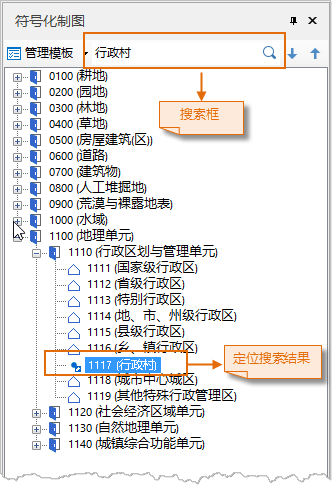 符号化制图
管理模板 行政村
搜索框
0100 (耕地)
0200 (园地)
0300 (林地)
0400 (草地)
0500 (房屋建筑(区))
0600 (道路)
0700 (建筑物)
0800 (人工堆掘地)
0900 (荒漠与裸露地表)
1000 (水域)
1100 (地理单元)
1110 (行政区划与管理单元)
1111 (国家级行政区)
1112 (省级行政区)
1113 (特别行政区)
1114 (地、市、州级行政区)
1115 (县级行政区)
1116 (乡、镇行政区)
1117 (行政村)
定位搜索结果
1118 (城市中心城区)
1119 (其他特殊行政管理区)
1120 (社会经济区域单元)
1130 (自然地理单元)
1140 (城镇综合功能单元)